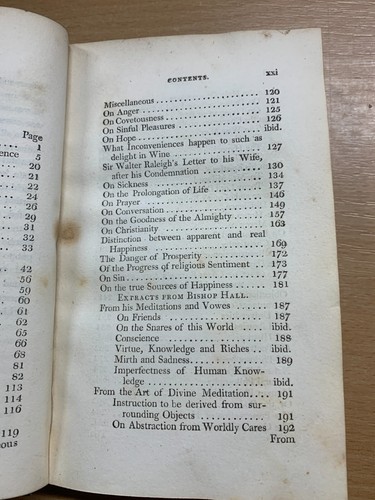 Page
1
ence 5
20
21
22
24
26
29
31
32
33
42
56
59
60
61
65
68
81
82
113
114
116
119
ous
CONTENTS. xxi
Miscellaneous 120
On Anger 121
On Covetousness 125
On Sinful Pleasures 126
On Hope ibid.
What Inconveniences happen to such as
delight in Wine 127
Sir Walter Raleigh's Letter to his Wife,
after his Condemnation 130
On Sickness 134
On the Prolongation of Life 137
On Prayer 146
On Conversation 149
On the Goodness of the Almighty 157
On Christianity 163
Distinction between apparent and real
Happiness 169
The Danger of Prosperity 172
Of the Progress of religious Sentiment 173
On Sin 177
On the true Sources of Happiness 181
EXTRACTS FROM BISHOP HALL.
From his Meditations and Vowes 187
On Friends 187
On the Snares of this World ibid.
Conscience 188
Virtue, Knowledge and Riches ibid.
Mirth and Sadness 189
Imperfectness of Human Know-
ledge ibid.
From the Art of Divine Meditation 191
Instruction to be derived from sur-
rounding Objects 191
On Abstraction from Worldly Cares 192
From